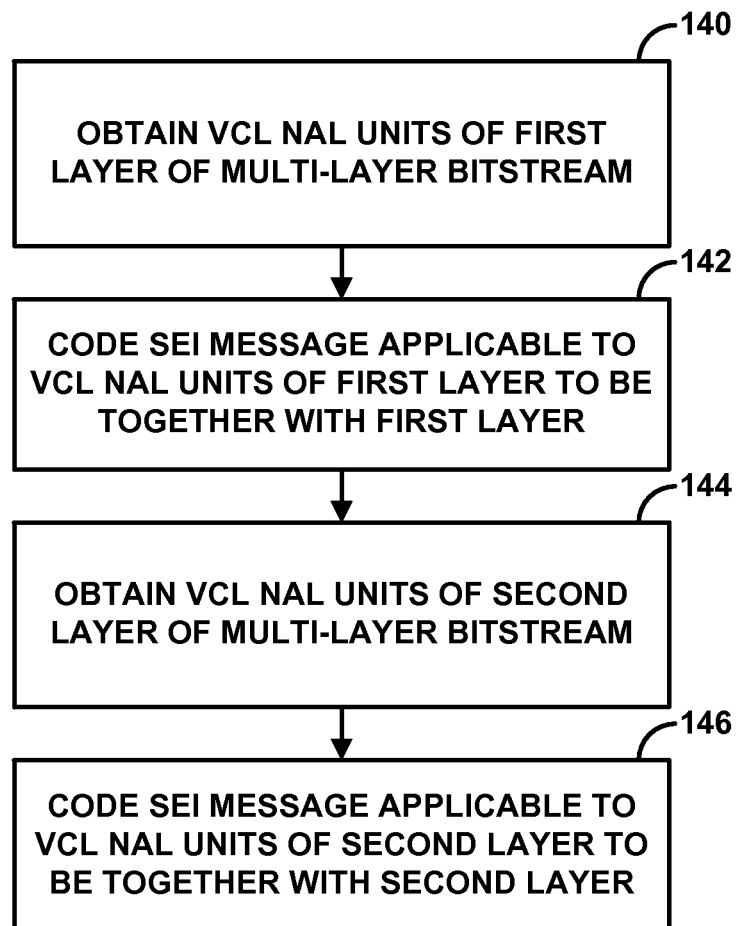 140
OBTAIN VCL NAL UNITS OF FIRST
LAYER OF MULTI-LAYER BITSTREAM
142
CODE SEI MESSAGE APPLICABLE TO
VCL NAL UNITS OF FIRST LAYER TO BE
TOGETHER WITH FIRST LAYER
144
OBTAIN VCL NAL UNITS OF SECOND
LAYER OF MULTI-LAYER BITSTREAM
146
CODE SEI MESSAGE APPLICABLE TO
VCL NAL UNITS OF SECOND LAYER TO
BE TOGETHER WITH SECOND LAYER